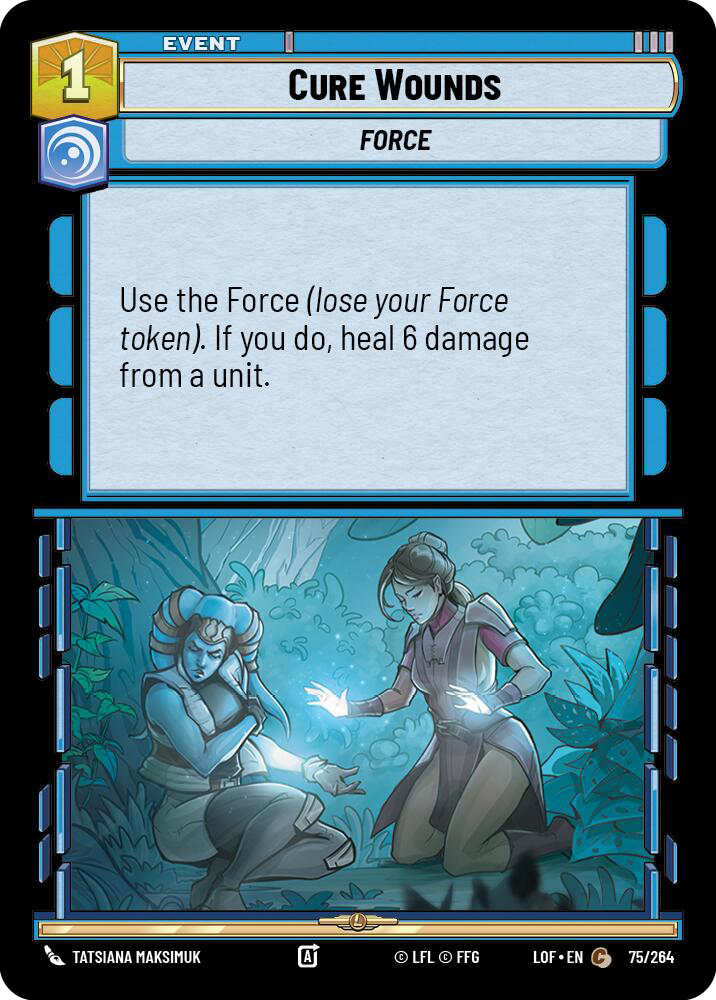 EVENT
1
CURE WOUNDS
FORCE
Use the Force (lose your Force
token). If you do, heal 6 damage
from a unit.
TATSIANA MAKSIMUK
A
© LFL © FFG
LOF • EN
C
75/264